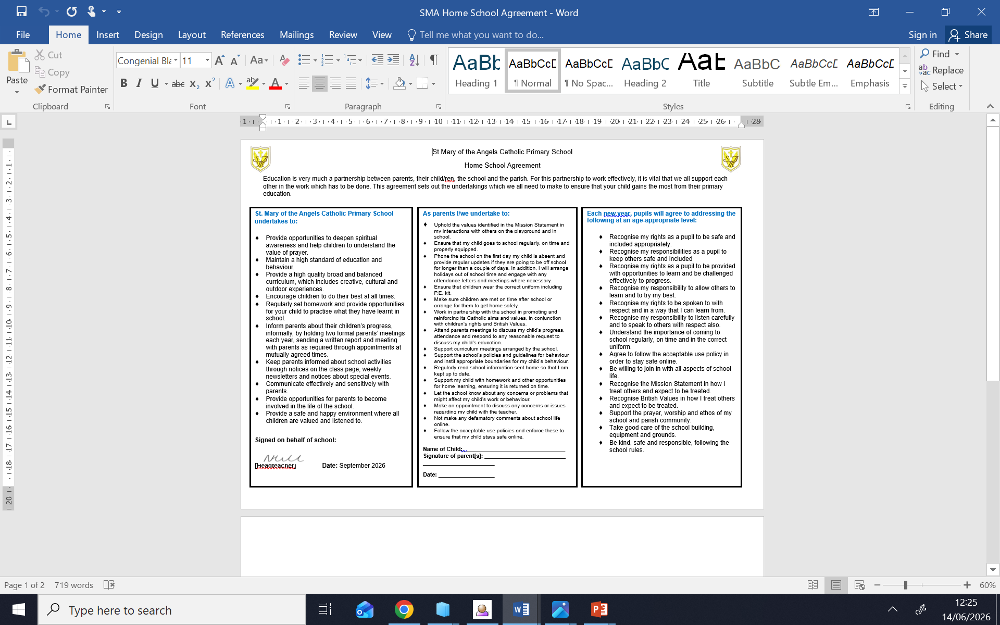 SMA Home School Agreement - Word
File Home Insert Design Layout References Mailings Review View Tell me what you want to do... Sign in Share
Paste
Cut
Copy
Format Painter
Clipboard
Congenial Bla 11
Font
Paragraph
AaBb AaBbCcD AaBbCcD AaBbC AaB AaBbC AaBbCcD AaBbCcD
Heading 1 ¶ Normal ¶ No Spac... Heading 2 Title Subtitle Subtle Em... Emphasis
Styles
Find
Replace
Select
Editing
1 1 2 3 4 5 6 7 8 9 10 11 12 13 14 15 16 17 18 19 20 21 22 23 24 25 26 28
St Mary of the Angels Catholic Primary School
Home School Agreement
Education is very much a partnership between parents, their child/ren, the school and the parish. For this partnership to work effectively, it is vital that we all support each
other in the work which has to be done. This agreement sets out the undertakings which we all need to make to ensure that your child gains the most from their primary
education.
St. Mary of the Angels Catholic Primary School
undertakes to:
♦ Provide opportunities to deepen spiritual
awareness and help children to understand the
value of prayer.
♦ Maintain a high standard of education and
behaviour.
♦ Provide a high quality broad and balanced
curriculum, which includes creative, cultural and
outdoor experiences.
♦ Encourage children to do their best at all times.
♦ Regularly set homework and provide opportunities
for your child to practise what they have learnt in
school.
♦ Inform parents about their children's progress,
informally, by holding two formal parents' meetings
each year, sending a written report and meeting
with parents as required through appointments at
mutually agreed times.
♦ Keep parents informed about school activities
through notices on the class page, weekly
newsletters and notices about special events.
♦ Communicate effectively and sensitively with
parents.
♦ Provide opportunities for parents to become
involved in the life of the school.
♦ Provide a safe and happy environment where all
children are valued and listened to.
Signed on behalf of school:
[Headteacher] Date: September 2026
As parents I/we undertake to:
♦ Uphold the values identified in the Mission Statement in
my interactions with others on the playground and in
school.
♦ Ensure that my child goes to school regularly, on time and
properly equipped.
♦ Phone the school on the first day my child is absent and
provide regular updates if they are going to be off school
for longer than a couple of days. In addition, I will arrange
holidays out of school time and engage with any
attendance letters and meetings where necessary.
♦ Ensure that children wear the correct uniform including
P.E. kit.
♦ Make sure children are met on time after school or
arrange for them to get home safely.
♦ Work in partnership with the school in promoting and
reinforcing its Catholic aims and values, in conjunction
with children's rights and British Values.
♦ Attend parents meetings to discuss my child's progress,
attendance and respond to any reasonable request to
discuss my child's education.
♦ Support curriculum meetings arranged by the school.
♦ Support the school's policies and guidelines for behaviour
and instil appropriate boundaries for my child's behaviour.
♦ Regularly read school information sent home so that I am
kept up to date.
♦ Support my child with homework and other opportunities
for home learning, ensuring it is returned on time.
♦ Let the school know about any concerns or problems that
might affect my child's work or behaviour.
♦ Make an appointment to discuss any concerns or issues
regarding my child with the teacher.
♦ Not make any defamatory comments about school life
online.
♦ Follow the acceptable use policies and enforce these to
ensure that my child stays safe online.
Name of Child:
Signature of parent[s]:
Date:
Each new year, pupils will agree to addressing the
following at an age-appropriate level:
♦ Recognise my rights as a pupil to be safe and
included appropriately.
♦ Recognise my responsibilities as a pupil to
keep others safe and included
♦ Recognise my rights as a pupil to be provided
with opportunities to learn and be challenged
effectively to progress.
♦ Recognise my responsibility to allow others to
learn and to try my best.
♦ Recognise my rights to be spoken to with
respect and in a way that I can learn from.
♦ Recognise my responsibility to listen carefully
and to speak to others with respect also.
♦ Understand the importance of coming to
school regularly, on time and in the correct
uniform.
♦ Agree to follow the acceptable use policy in
order to stay safe online.
♦ Be willing to join in with all aspects of school
life.
♦ Recognise the Mission Statement in how I
treat others and expect to be treated.
♦ Recognise British Values in how I treat others
and expect to be treated.
♦ Support the prayer, worship and ethos of my
school and parish community.
♦ Take good care of the school building,
equipment and grounds.
♦ Be kind, safe and responsible, following the
school rules.
Page 1 of 2 719 words 60%
Type here to search
12:25
14/06/2026